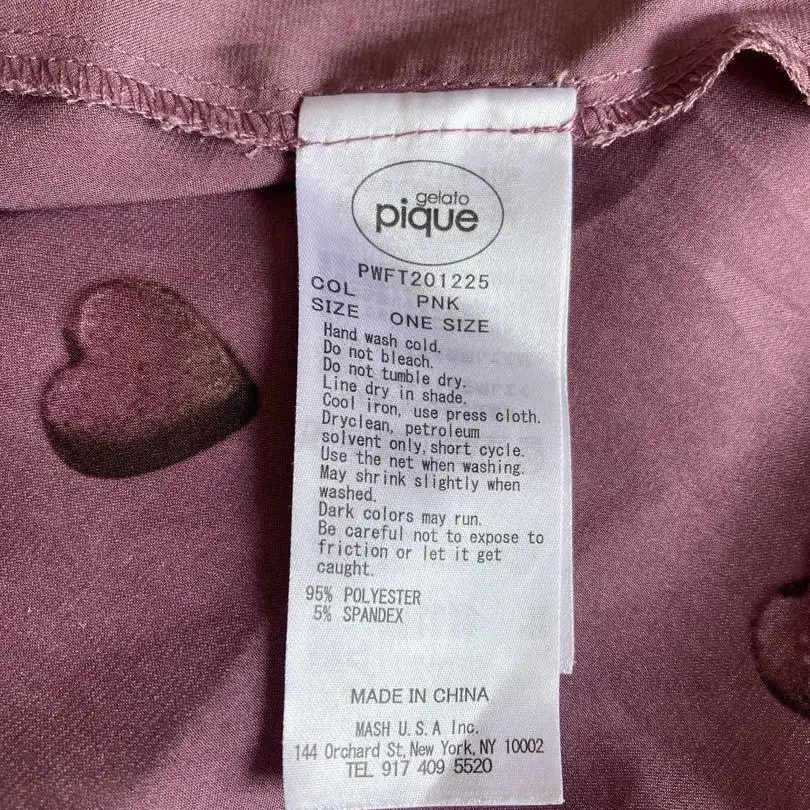 gelato
pique
PWFT201225
COL PNK
SIZE ONE SIZE
Hand wash cold.
Do not bleach.
Do not tumble dry.
Line dry in shade.
Cool iron, use press cloth.
Dryclean, petroleum
solvent only, short cycle.
Use the net when washing.
May shrink slightly when
washed.
Dark colors may run.
Be careful not to expose to
friction or let it get
caught.
95% POLYESTER
5% SPANDEX
MADE IN CHINA
MASH U.S.A Inc.
144 Orchard St, New York, NY 10002
TEL 917 409 5520